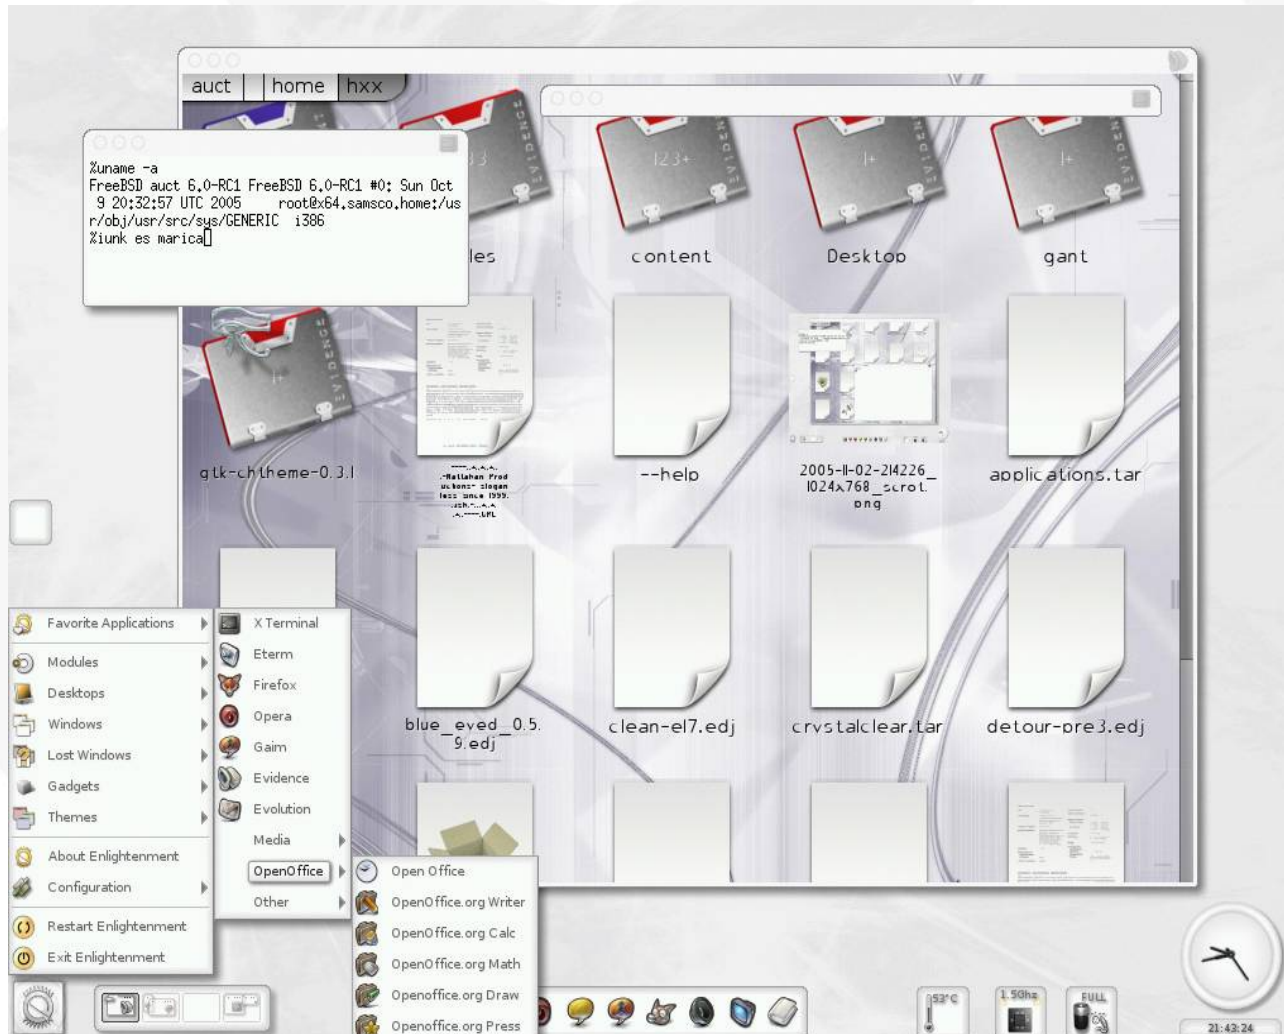 auct home hxx
%uname -a
FreeBSD auct 6.0-RC1 FreeBSD 6.0-RC1 #0: Sun Oct
9 20:32:57 UTC 2005 root@x64.samsco.home:/us
r/obj/usr/src/sys/GENERIC i386
%iunk es marica
les
content
Desktop
gant
gtk-chtheme-0.3.1
--help
2005-11-02-214226_
1024x768_scrot.
png
applications.tar
blue_eyed_0.5.
9.edj
clean-e17.edj
crystalclear.tar
detour-pre3.edj
Favorite Applications
Modules
Desktops
Windows
Lost Windows
Gadgets
Themes
About Enlightenment
Configuration
Restart Enlightenment
Exit Enlightenment
X Terminal
Eterm
Firefox
Opera
Gaim
Evidence
Evolution
Media
OpenOffice
Other
Open Office
OpenOffice.org Writer
OpenOffice.org Calc
OpenOffice.org Math
Openoffice.org Draw
Openoffice.org Press
53°C
1.5Ghz
FULL
21:43:24